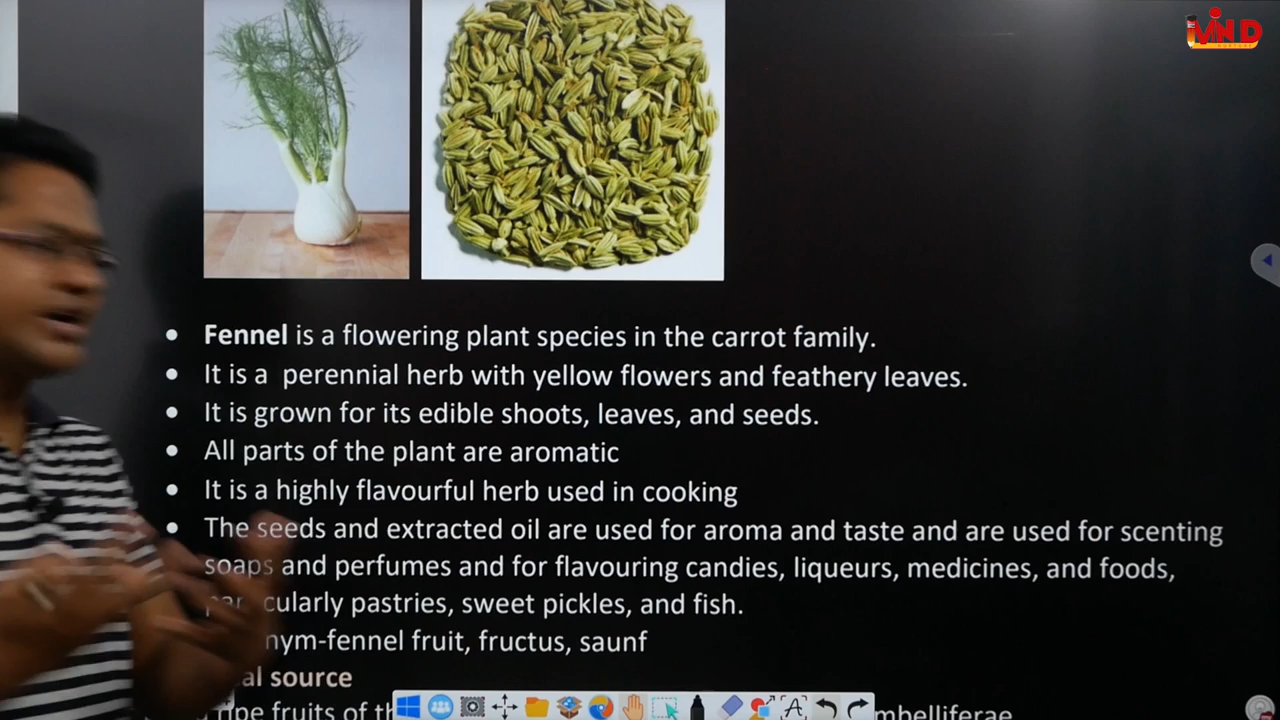 MIND
Fennel is a flowering plant species in the carrot family.
It is a perennial herb with yellow flowers and feathery leaves.
It is grown for its edible shoots, leaves, and seeds.
All parts of the plant are aromatic
It is a highly flavourful herb used in cooking
The seeds and extracted oil are used for aroma and taste and are used for scenting
soaps and perfumes and for flavouring candies, liqueurs, medicines, and foods,
cularly pastries, sweet pickles, and fish.
nym-fennel fruit, fructus, saunf
al source
ripe fruits of th mbelliferae
A